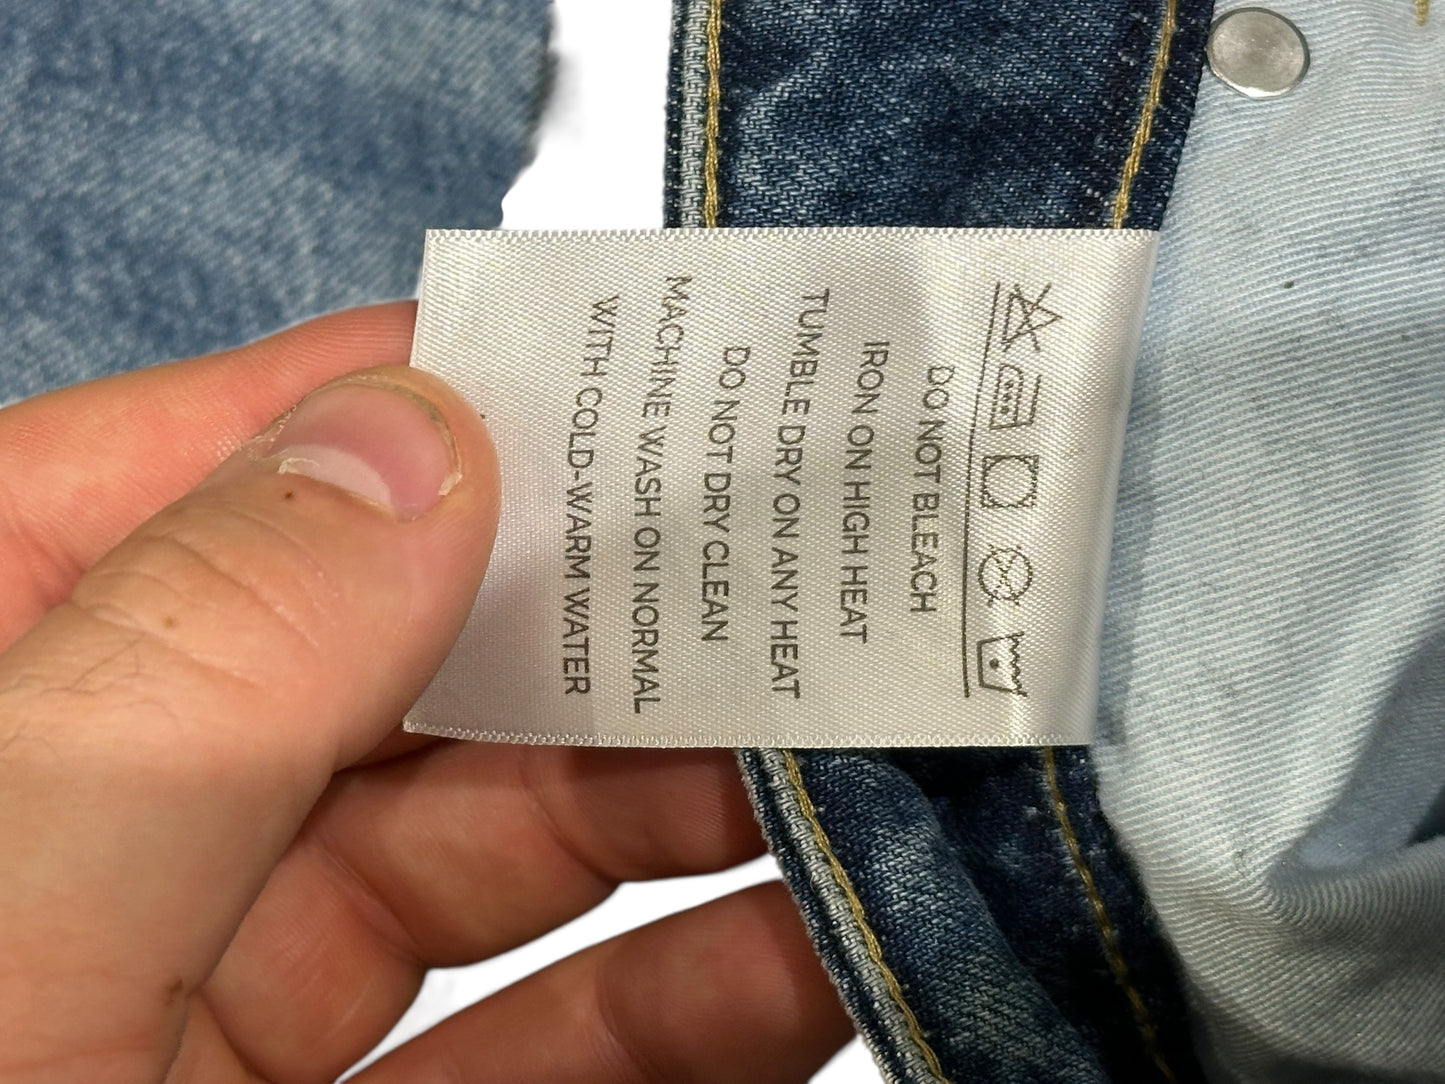 DO NOT BLEACH
IRON ON HIGH HEAT
TUMBLE DRY ON ANY HEAT
DO NOT DRY CLEAN
MACHINE WASH ON NORMAL
WITH COLD-WARM WATER